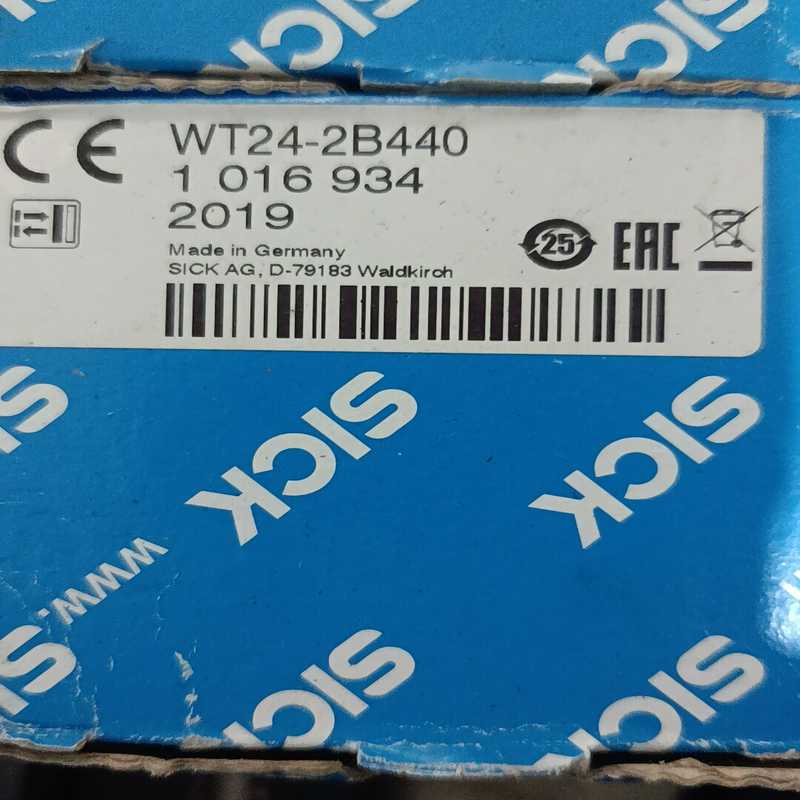 SICK
SICK
CE WT24-2B440
1 016 934
2019
Made in Germany
SICK AG, D-79183 Waldkirch
25
EAC
SICK
SICK
www.
SICK
SICK